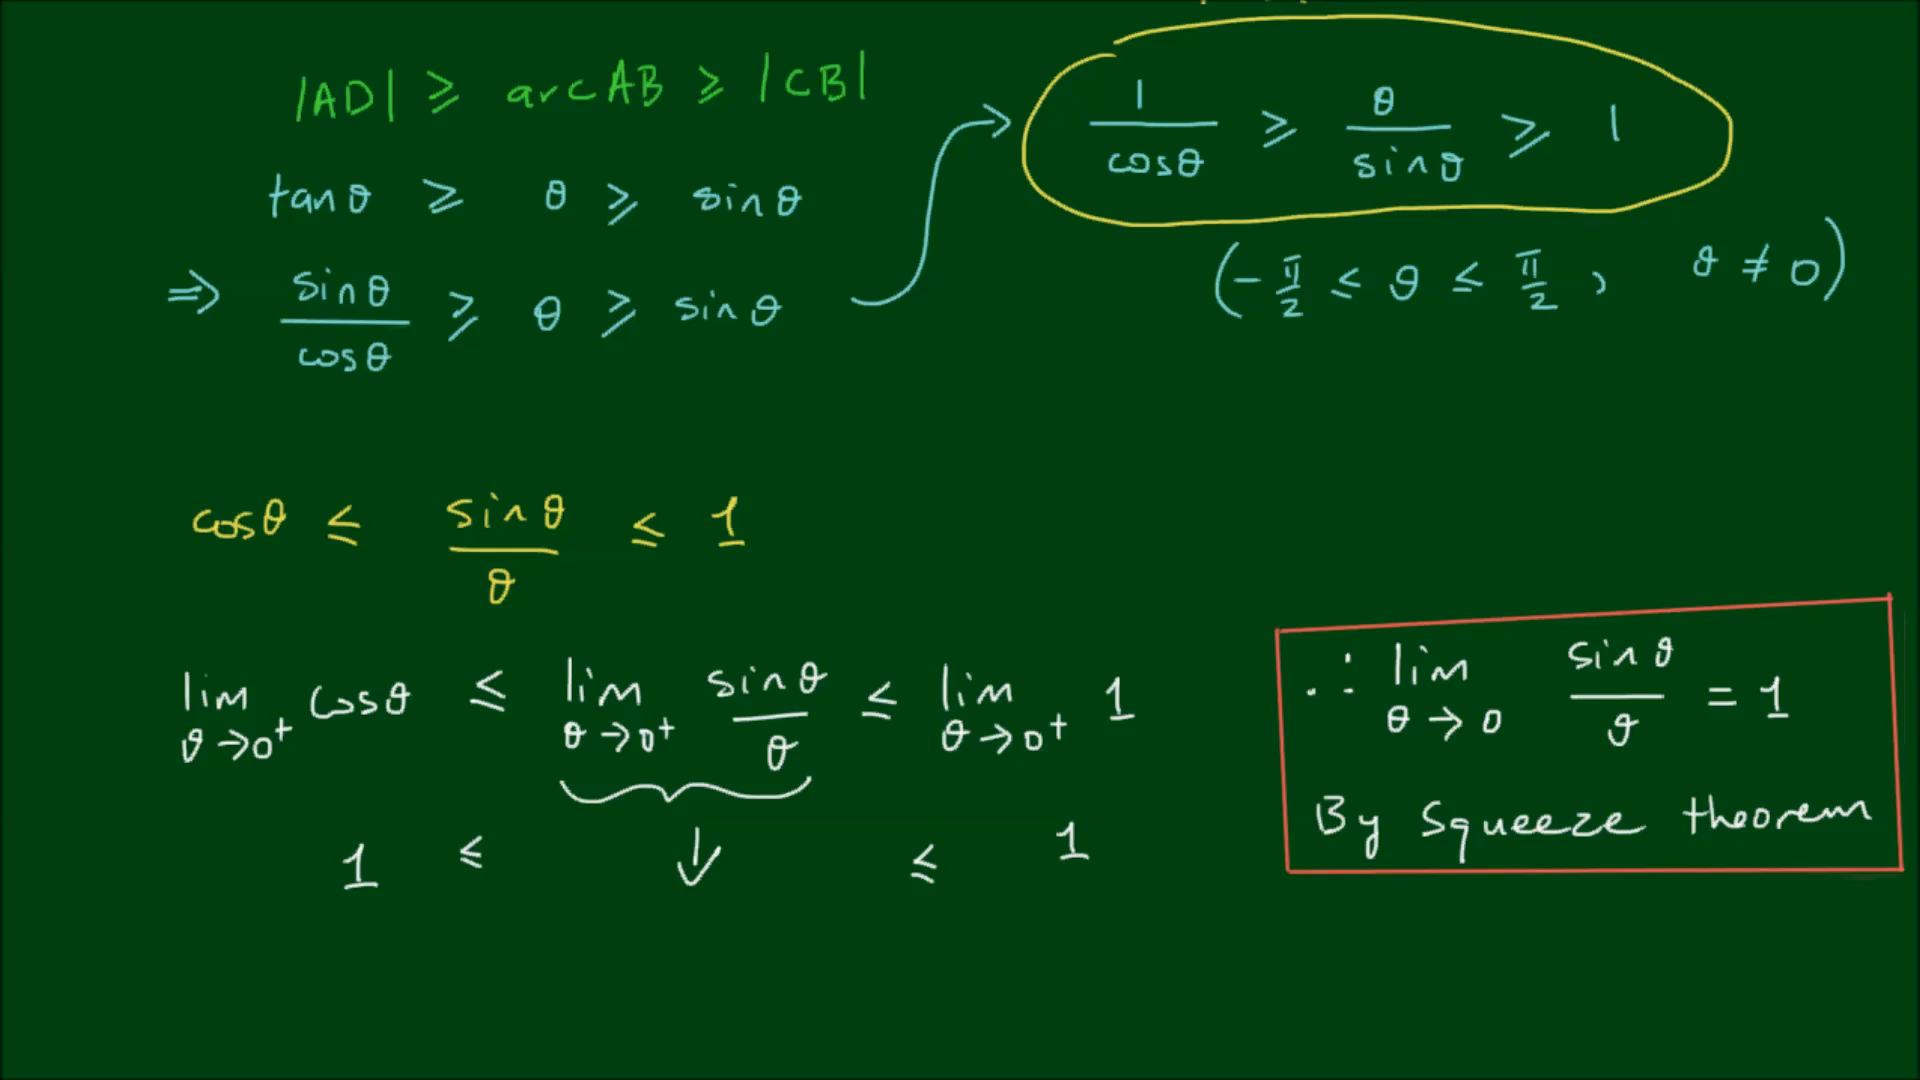 |AD| ⩾ arcAB ⩾ |CB|
tanθ ≥ θ ⩾ sinθ
⇒ sinθ/cosθ ⩾ θ ⩾ sinθ
1/cosθ ⩾ θ/sinθ ⩾ 1
(-π/2 ≤ θ ≤ π/2, θ ≠ 0)
cosθ ≤ sinθ/θ ≤ 1
lim θ→0⁺ cosθ ≤ lim θ→0⁺ sinθ/θ ≤ lim θ→0⁺ 1
1 ≤ ↓ ≤ 1
∴ lim θ→0 sinθ/θ = 1
By Squeeze theorem